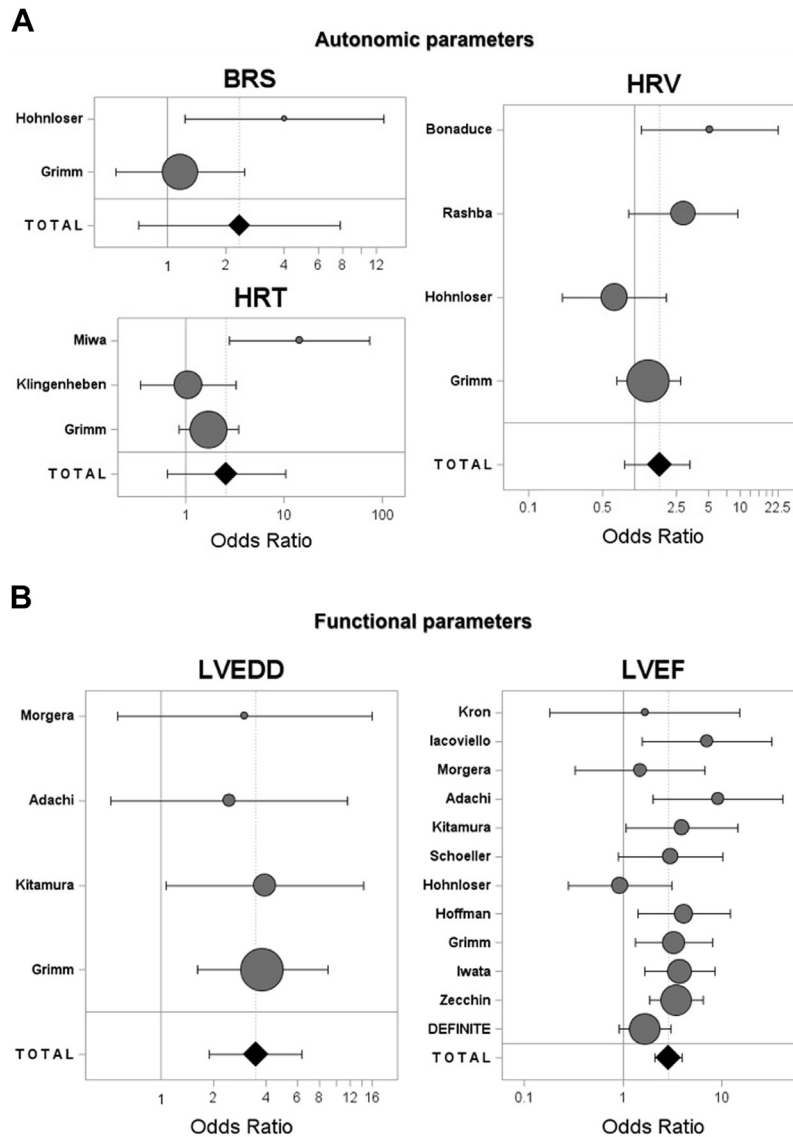 A
Autonomic parameters
BRS
Hohnloser
Grimm
TOTAL
1 2 4 6 8 12
HRT
Miwa
Klingenheben
Grimm
TOTAL
1 10 100
Odds Ratio
HRV
Bonaduce
Rashba
Hohnloser
Grimm
TOTAL
0.1 0.5 2.5 5 10 22.5
Odds Ratio
B
Functional parameters
LVEDD
Morgera
Adachi
Kitamura
Grimm
TOTAL
1 2 4 6 8 12 16
Odds Ratio
LVEF
Kron
Iacoviello
Morgera
Adachi
Kitamura
Schoeller
Hohnloser
Hoffman
Grimm
Iwata
Zecchin
DEFINITE
TOTAL
0.1 1 10
Odds Ratio